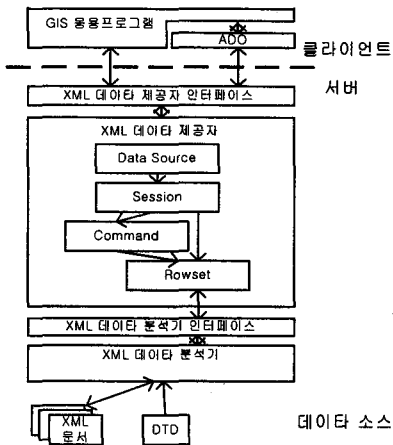 GIS 응용프로그램
ADO
클라이언트
서버
XML 데이타 제공자 인터페이스
XML 데이타 제공자
Data Source
Session
Command
Rowset
XML 데이타 분석기 인터페이스
XML 데이타 분석기
XML
문서
DTD
데이타 소스